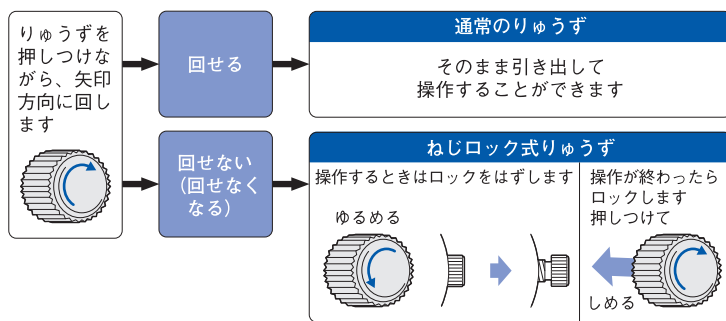 りゅうずを
押しつけな
がら、矢印
方向に回し
ます
回せる
通常のりゅうず
そのまま引き出して
操作することができます
回せない
（回せなく
なる）
ねじロック式りゅうず
操作するときはロックをはずします
ゆるめる
操作が終わったら
ロックします
押しつけて
しめる